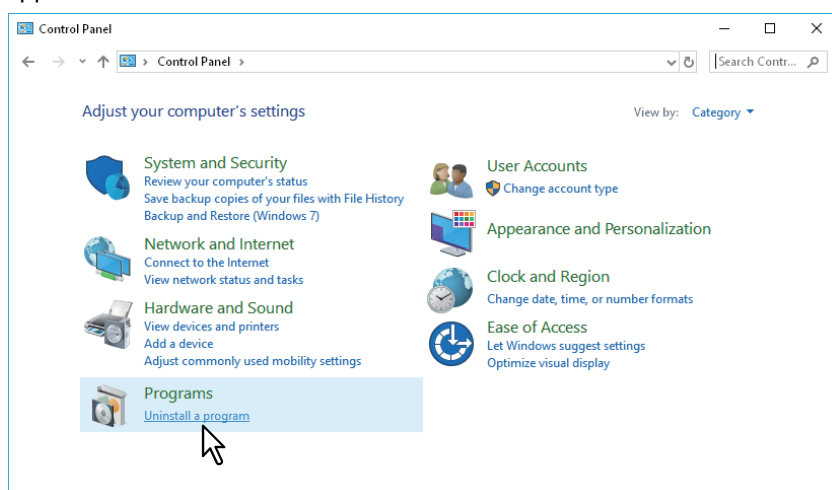 Control Panel
Control Panel
Search Contr...
Adjust your computer's settings
View by: Category
System and Security
Review your computer's status
Save backup copies of your files with File History
Backup and Restore (Windows 7)
Network and Internet
Connect to the Internet
View network status and tasks
Hardware and Sound
View devices and printers
Add a device
Adjust commonly used mobility settings
Programs
Uninstall a program
User Accounts
Change account type
Appearance and Personalization
Clock and Region
Change date, time, or number formats
Ease of Access
Let Windows suggest settings
Optimize visual display